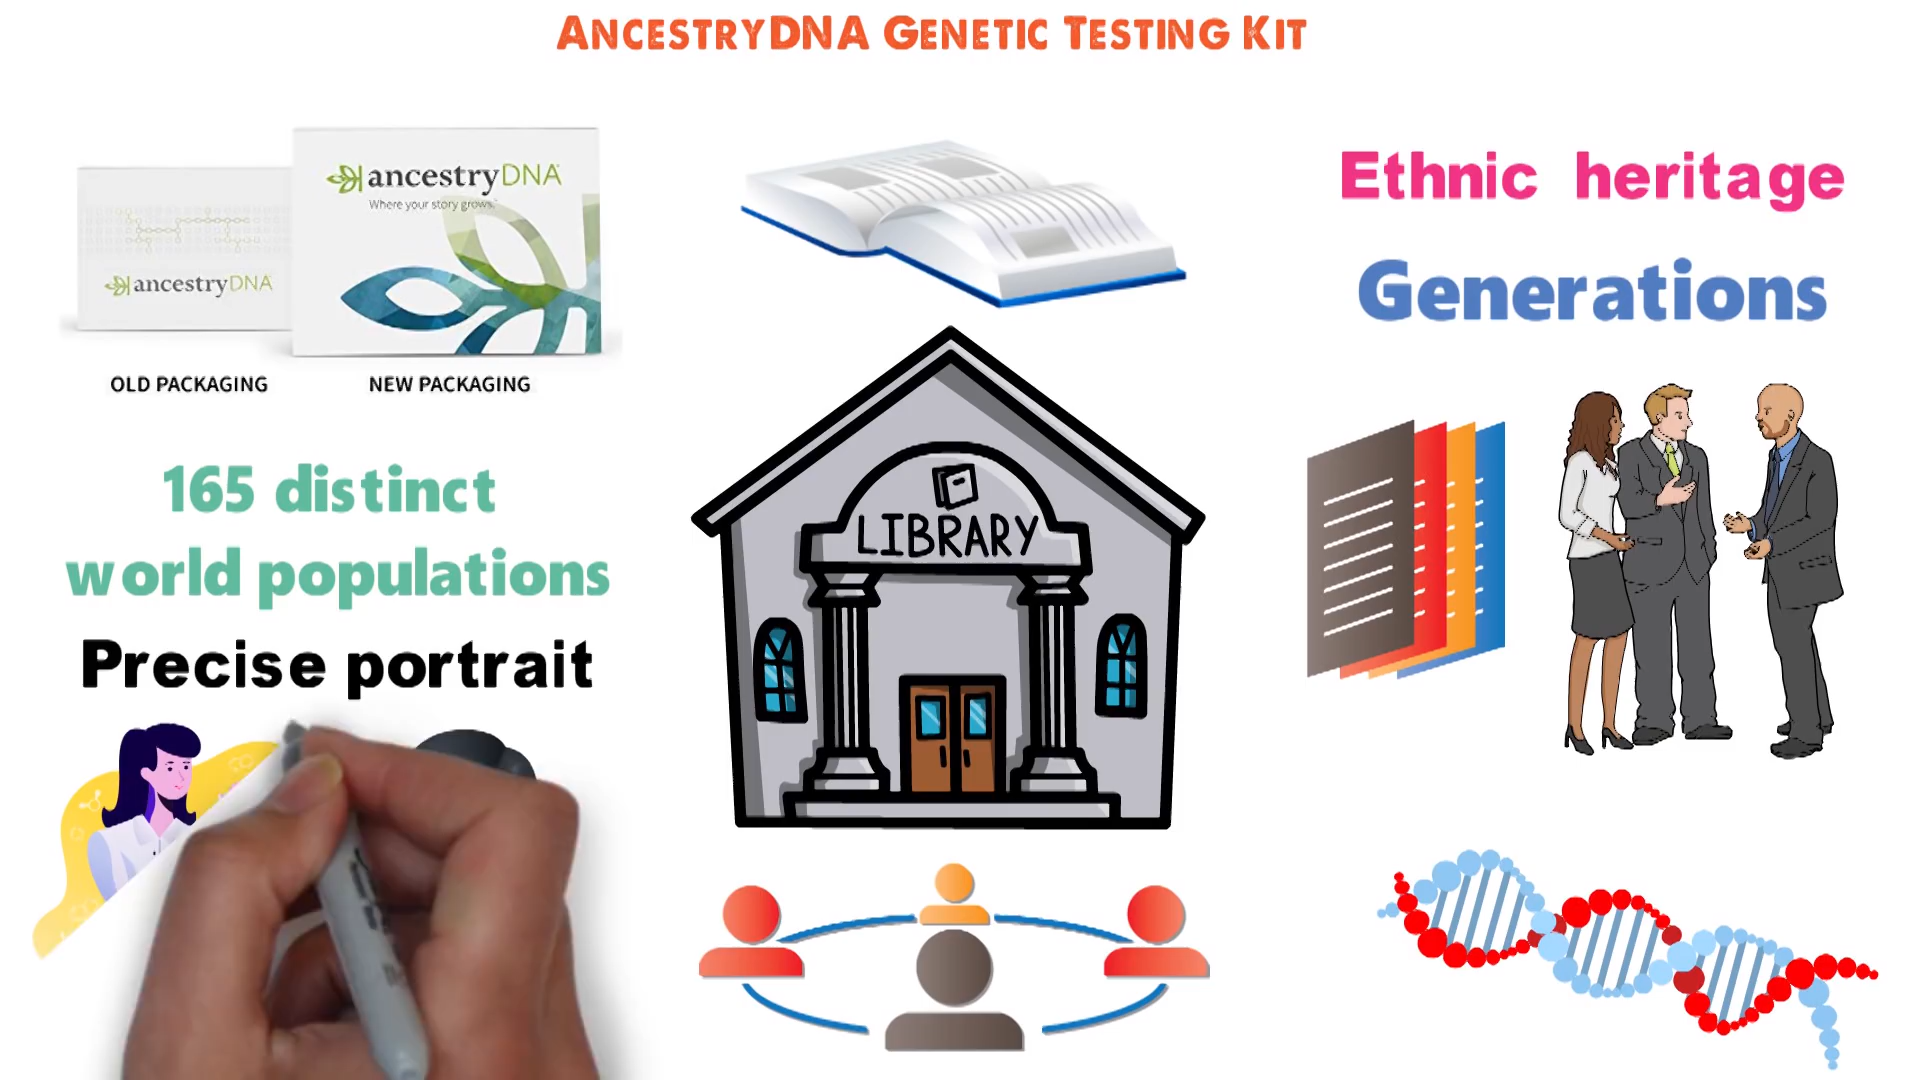 AncestryDNA Genetic Testing Kit
ancestryDNA
Where your story grows.
ancestryDNA
OLD PACKAGING
NEW PACKAGING
165 distinct
world populations
Precise portrait
LIBRARY
Ethnic heritage
Generations